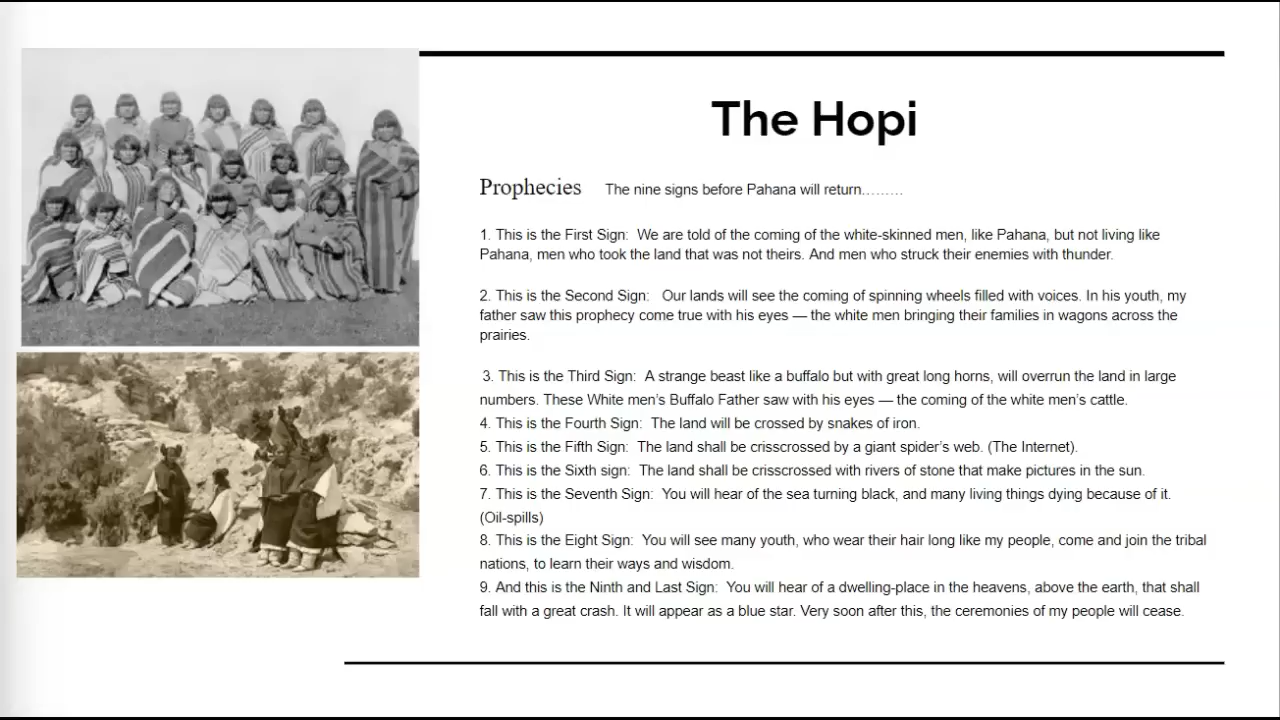 The Hopi
Prophecies The nine signs before Pahana will return.........
1. This is the First Sign: We are told of the coming of the white-skinned men, like Pahana, but not living like
Pahana, men who took the land that was not theirs. And men who struck their enemies with thunder.
2. This is the Second Sign: Our lands will see the coming of spinning wheels filled with voices. In his youth, my
father saw this prophecy come true with his eyes — the white men bringing their families in wagons across the
prairies.
3. This is the Third Sign: A strange beast like a buffalo but with great long horns, will overrun the land in large
numbers. These White men’s Buffalo Father saw with his eyes — the coming of the white men’s cattle.
4. This is the Fourth Sign: The land will be crossed by snakes of iron.
5. This is the Fifth Sign: The land shall be crisscrossed by a giant spider’s web. (The Internet).
6. This is the Sixth sign: The land shall be crisscrossed with rivers of stone that make pictures in the sun.
7. This is the Seventh Sign: You will hear of the sea turning black, and many living things dying because of it.
(Oil-spills)
8. This is the Eight Sign: You will see many youth, who wear their hair long like my people, come and join the tribal
nations, to learn their ways and wisdom.
9. And this is the Ninth and Last Sign: You will hear of a dwelling-place in the heavens, above the earth, that shall
fall with a great crash. It will appear as a blue star. Very soon after this, the ceremonies of my people will cease.